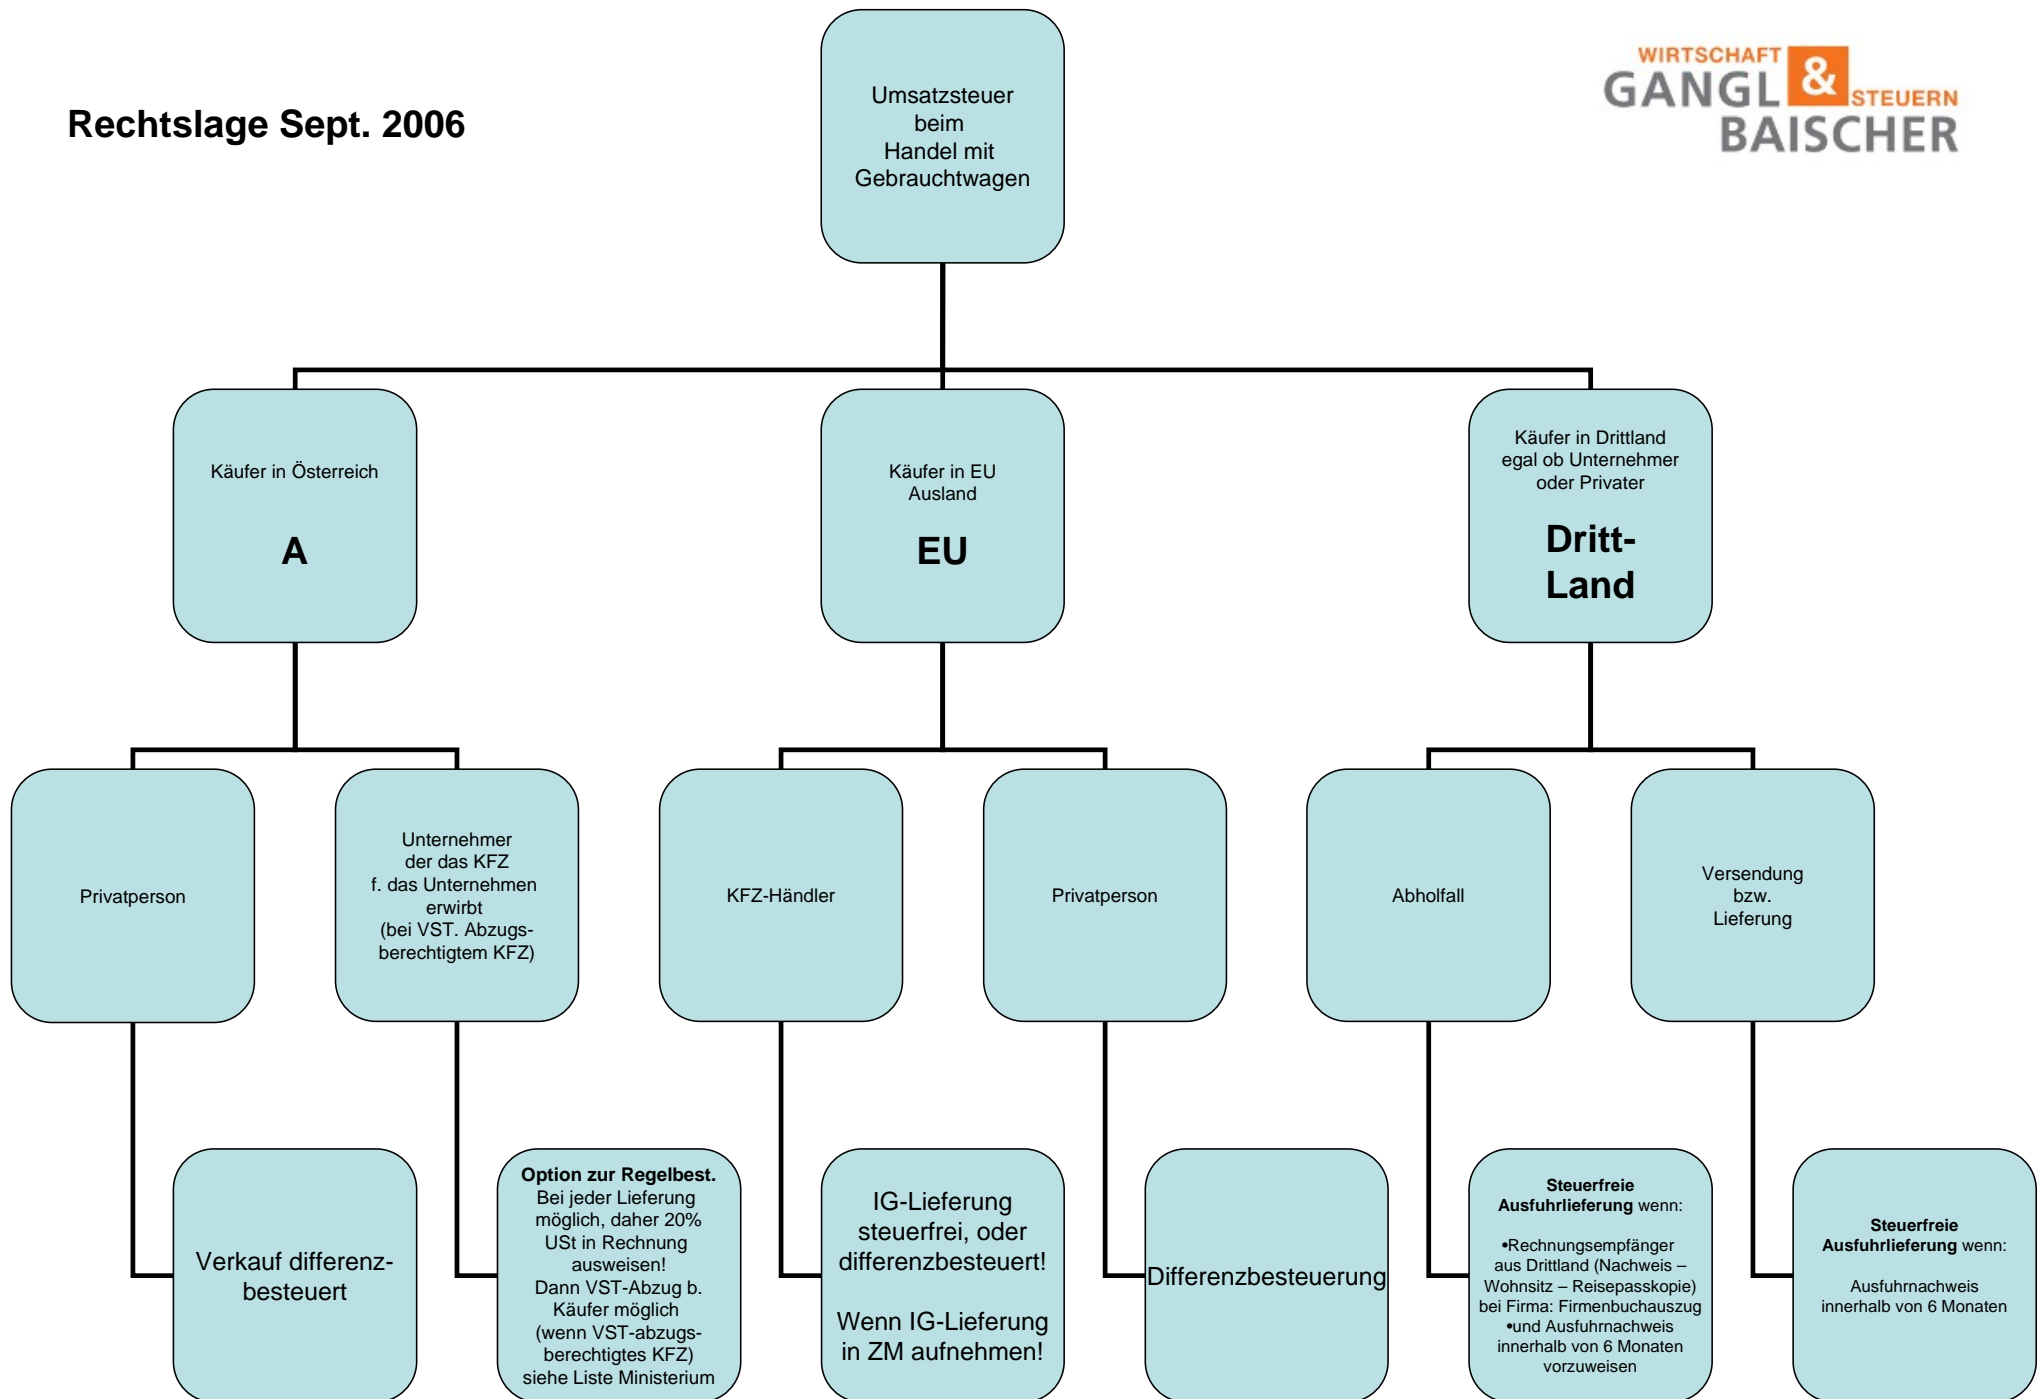 Rechtslage Sept. 2006
Umsatzsteuer
beim
Handel mit
Gebrauchtwagen
WIRTSCHAFT
GANGL & STEUERN
BAISCHER
Käufer in Österreich
A
Käufer in EU
Ausland
EU
Käufer in Drittland
egal ob Unternehmer
oder Privater
Dritt-
Land
Privatperson
Unternehmer
der das KFZ
f. das Unternehmen
erwirbt
(bei VST. Abzugs-
berechtigtem KFZ)
KFZ-Händler
Privatperson
Abholfall
Versendung
bzw.
Lieferung
Verkauf differenz-
besteuert
Option zur Regelbest.
Bei jeder Lieferung
möglich, daher 20%
USt in Rechnung
ausweisen!
Dann VST-Abzug b.
Käufer möglich
(wenn VST-abzugs-
berechtigtes KFZ)
siehe Liste Ministerium
IG-Lieferung
steuerfrei, oder
differenzbesteuert!
Wenn IG-Lieferung
in ZM aufnehmen!
Differenzbesteuerung
Steuerfreie
Ausfuhrlieferung wenn:
•Rechnungsempfänger
aus Drittland (Nachweis –
Wohnsitz – Reisepasskopie)
bei Firma: Firmenbuchauszug
•und Ausfuhrnachweis
innerhalb von 6 Monaten
vorzuweisen
Steuerfreie
Ausfuhrlieferung wenn:
Ausfuhrnachweis
innerhalb von 6 Monaten